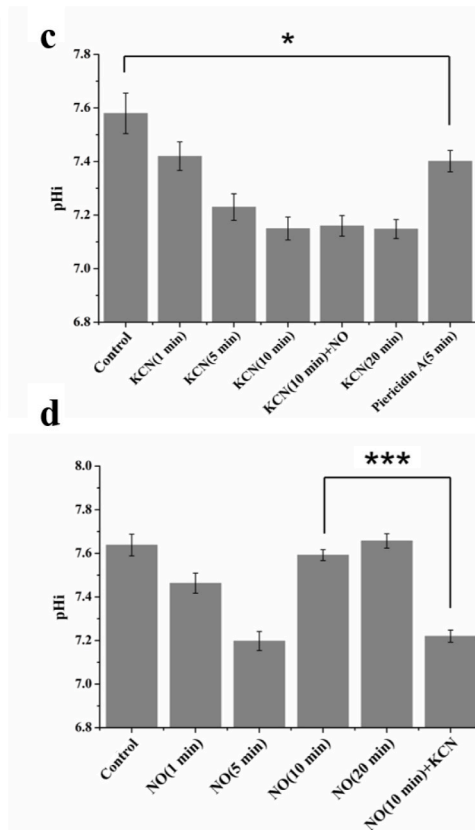 c
*
7.8
7.6
7.4
7.2
7.0
6.8
pHi
Control
KCN(1 min)
KCN(5 min)
KCN(10 min)
KCN(10 min)+NO
KCN(20 min)
Piericidin A(5 min)
d
***
8.0
7.8
7.6
7.4
7.2
7.0
6.8
pHi
Control
NO(1 min)
NO(5 min)
NO(10 min)
NO(20 min)
NO(10 min)+KCN